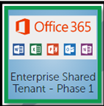 Office 365
Enterprise Shared
Tenant - Phase 1